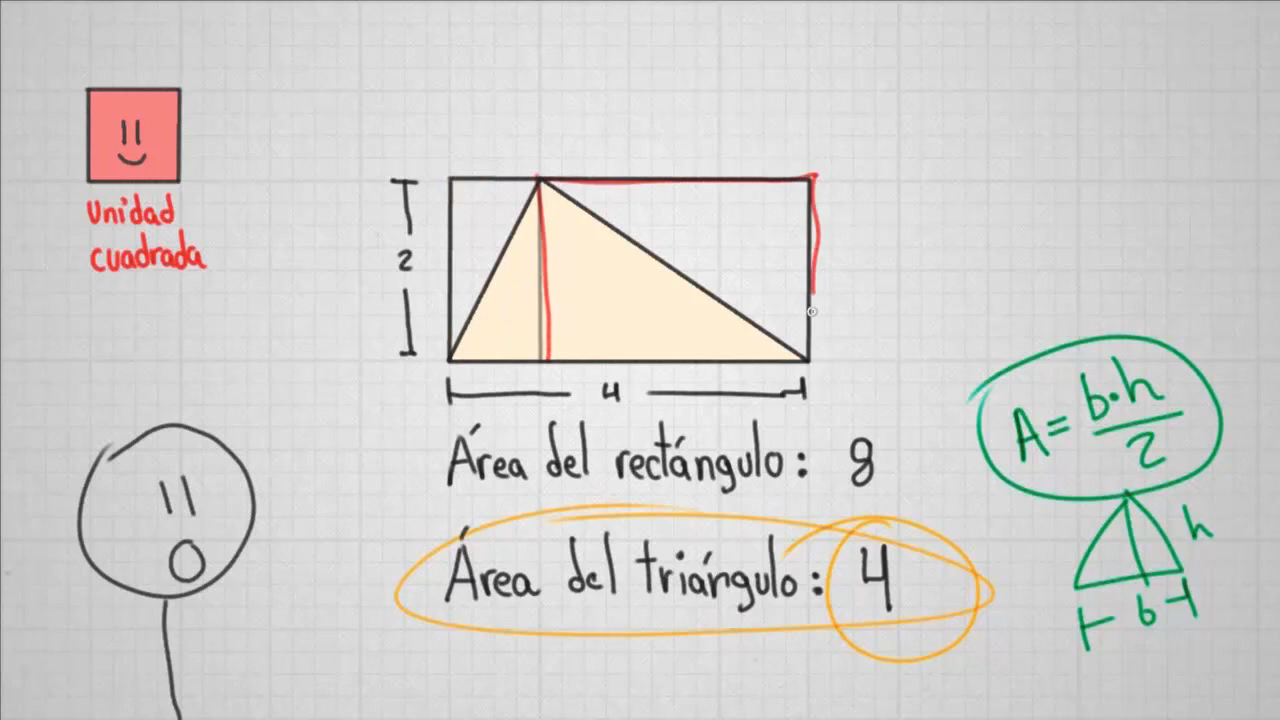 unidad
cuadrada
2
4
Área del rectángulo: 8
Área del triángulo: 4
A = b·h/2
h
b